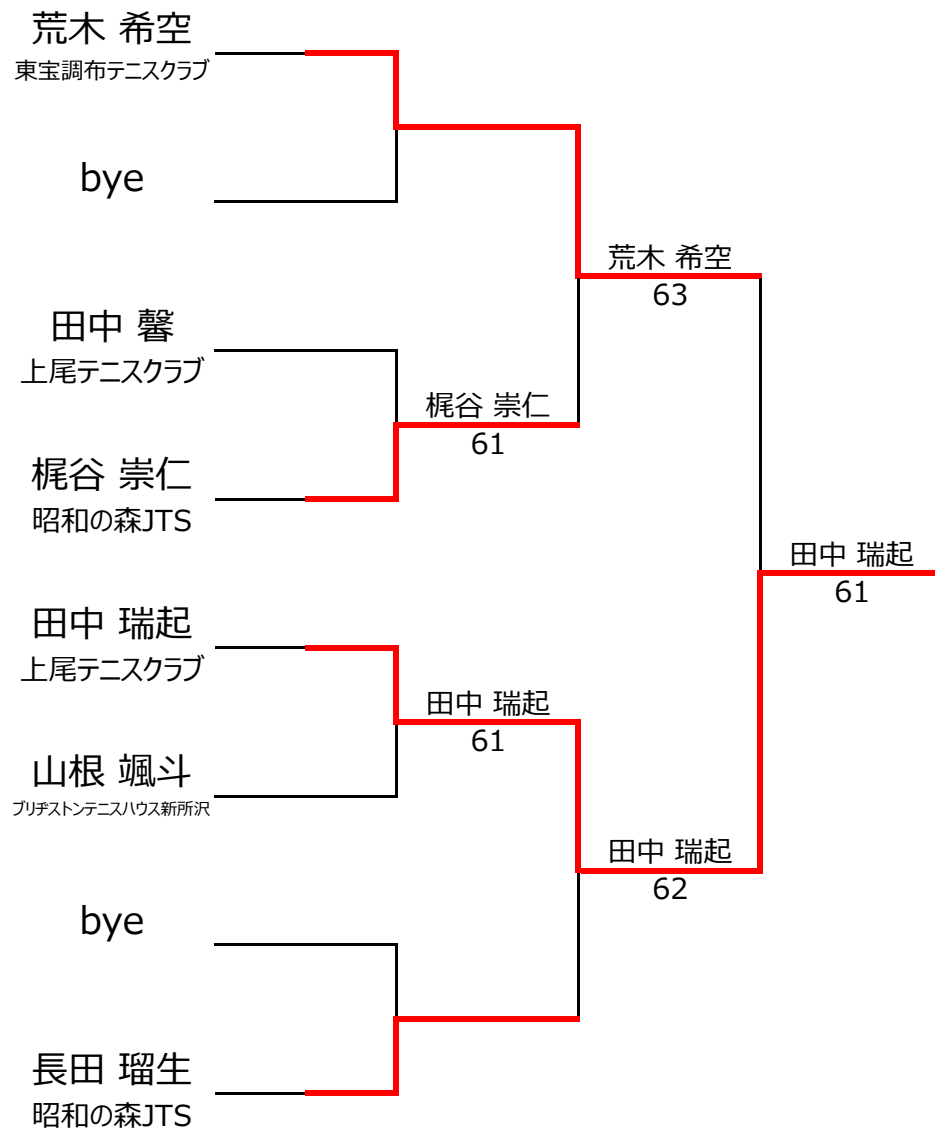 荒木 希空
東宝調布テニスクラブ
bye
荒木 希空
63
田中 馨
上尾テニスクラブ
梶谷 崇仁
61
梶谷 崇仁
昭和の森JTS
田中 瑞起
61
田中 瑞起
上尾テニスクラブ
田中 瑞起
61
山根 颯斗
ブリヂストンテニスハウス新所沢
田中 瑞起
62
bye
長田 瑠生
昭和の森JTS